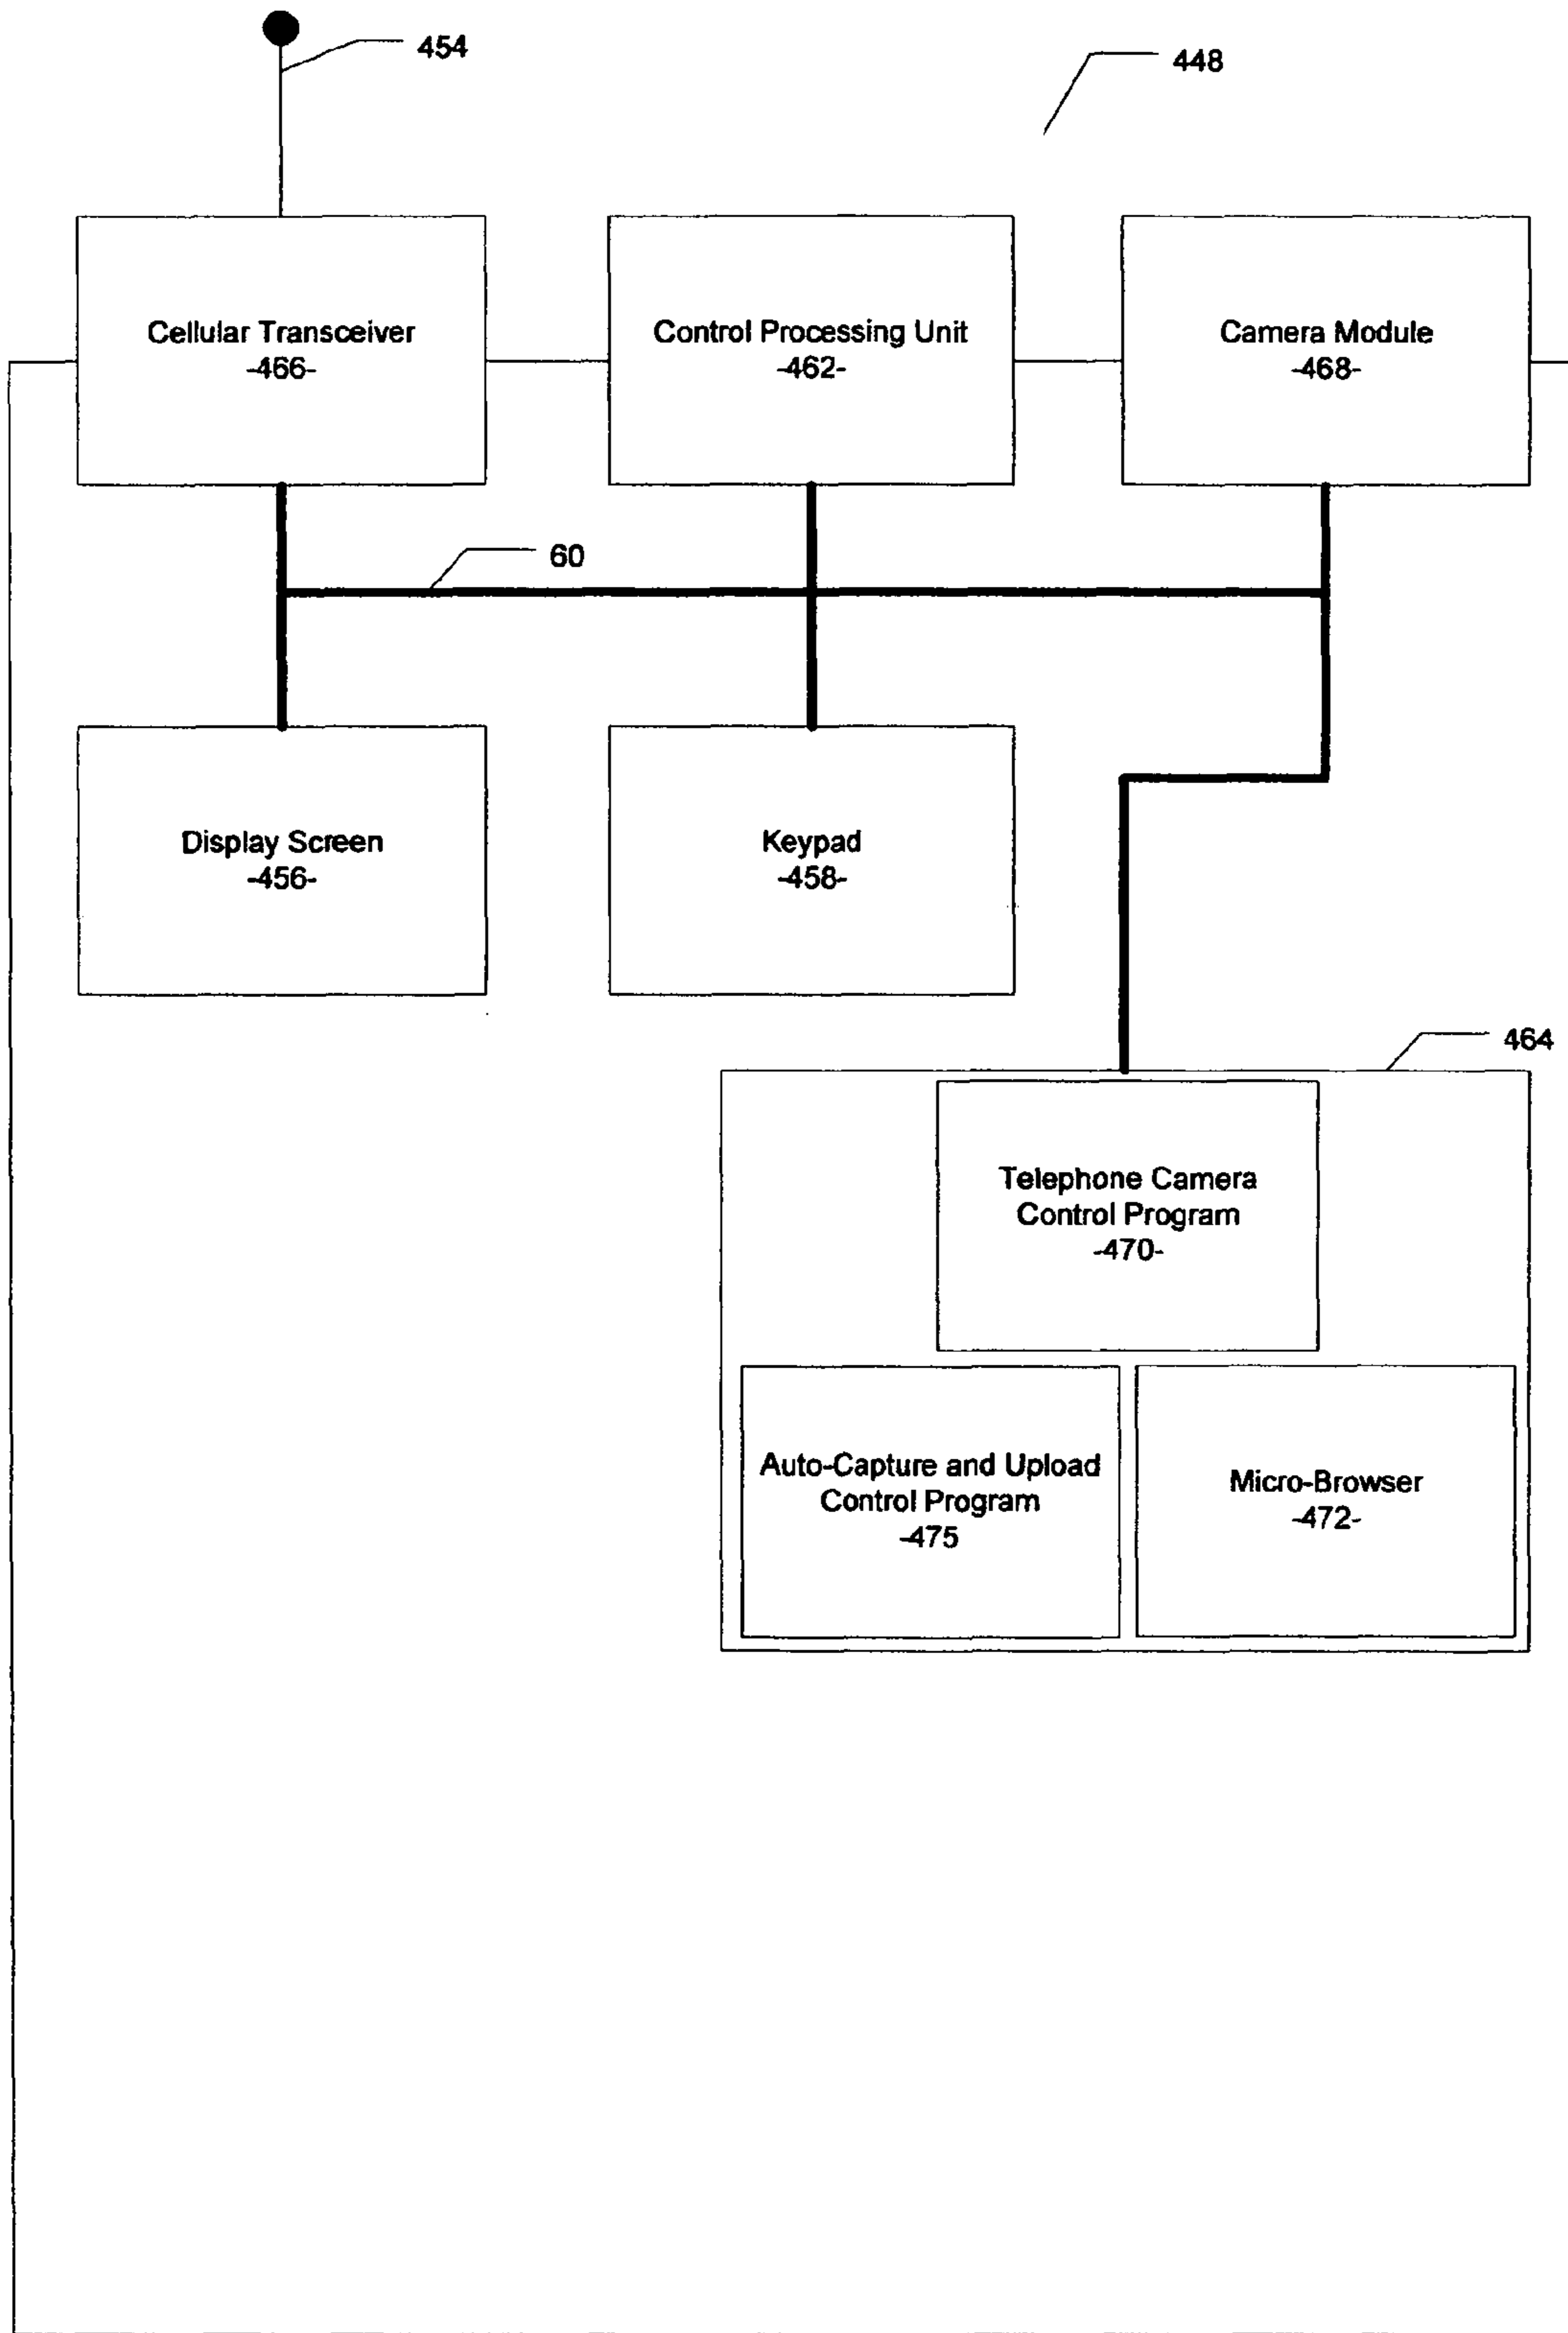 454
448
Cellular Transceiver
-466-
Control Processing Unit
-462-
Camera Module
-468-
60
Display Screen
-456-
Keypad
-458-
464
Telephone Camera
Control Program
-470-
Auto-Capture and Upload
Control Program
-475
Micro-Browser
-472-